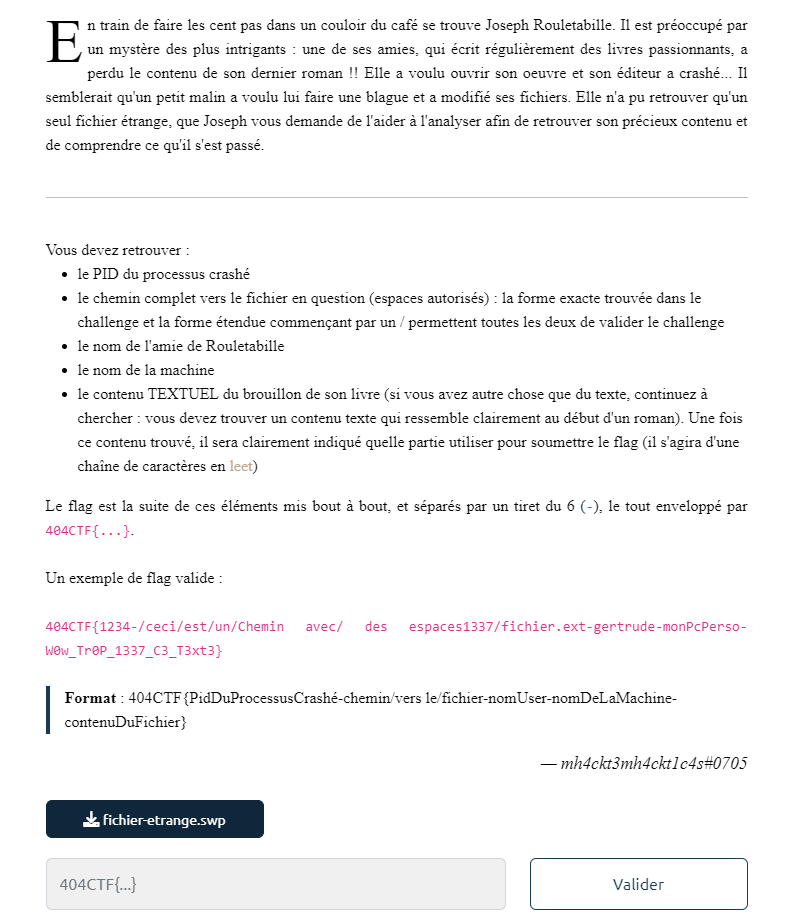 En train de faire les cent pas dans un couloir du café se trouve Joseph Rouletabille. Il est préoccupé par
un mystère des plus intrigants : une de ses amies, qui écrit régulièrement des livres passionnants, a
perdu le contenu de son dernier roman !! Elle a voulu ouvrir son oeuvre et son éditeur a crashé... Il
semblerait qu'un petit malin a voulu lui faire une blague et a modifié ses fichiers. Elle n'a pu retrouver qu'un
seul fichier étrange, que Joseph vous demande de l'aider à l'analyser afin de retrouver son précieux contenu et
de comprendre ce qu'il s'est passé.
Vous devez retrouver :
• le PID du processus crashé
• le chemin complet vers le fichier en question (espaces autorisés) : la forme exacte trouvée dans le
challenge et la forme étendue commençant par un / permettent toutes les deux de valider le challenge
• le nom de l'amie de Rouletabille
• le nom de la machine
• le contenu TEXTUEL du brouillon de son livre (si vous avez autre chose que du texte, continuez à
chercher : vous devez trouver un contenu texte qui ressemble clairement au début d'un roman). Une fois
ce contenu trouvé, il sera clairement indiqué quelle partie utiliser pour soumettre le flag (il s'agira d'une
chaîne de caractères en leet)
Le flag est la suite de ces éléments mis bout à bout, et séparés par un tiret du 6 (-), le tout enveloppé par
404CTF{...}.
Un exemple de flag valide :
404CTF{1234-/ceci/est/un/Chemin avec/ des espaces1337/fichier.ext-gertrude-monPcPerso-
W0w_Tr0P_1337_C3_T3xt3}
Format : 404CTF{PidDuProcessusCrashé-chemin/vers le/fichier-nomUser-nomDeLaMachine-
contenuDuFichier}
— mh4ckt3mh4ckt1c4s#0705
fichier-etrange.swp
404CTF{...}
Valider